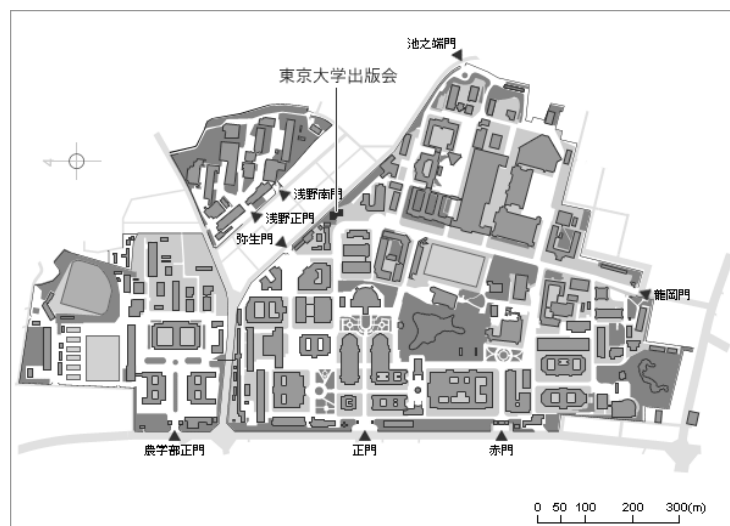 池之端門
東京大学出版会
浅野南門
浅野正門
弥生門
龍岡門
農学部正門
正門
赤門
0 50 100 200 300(m)